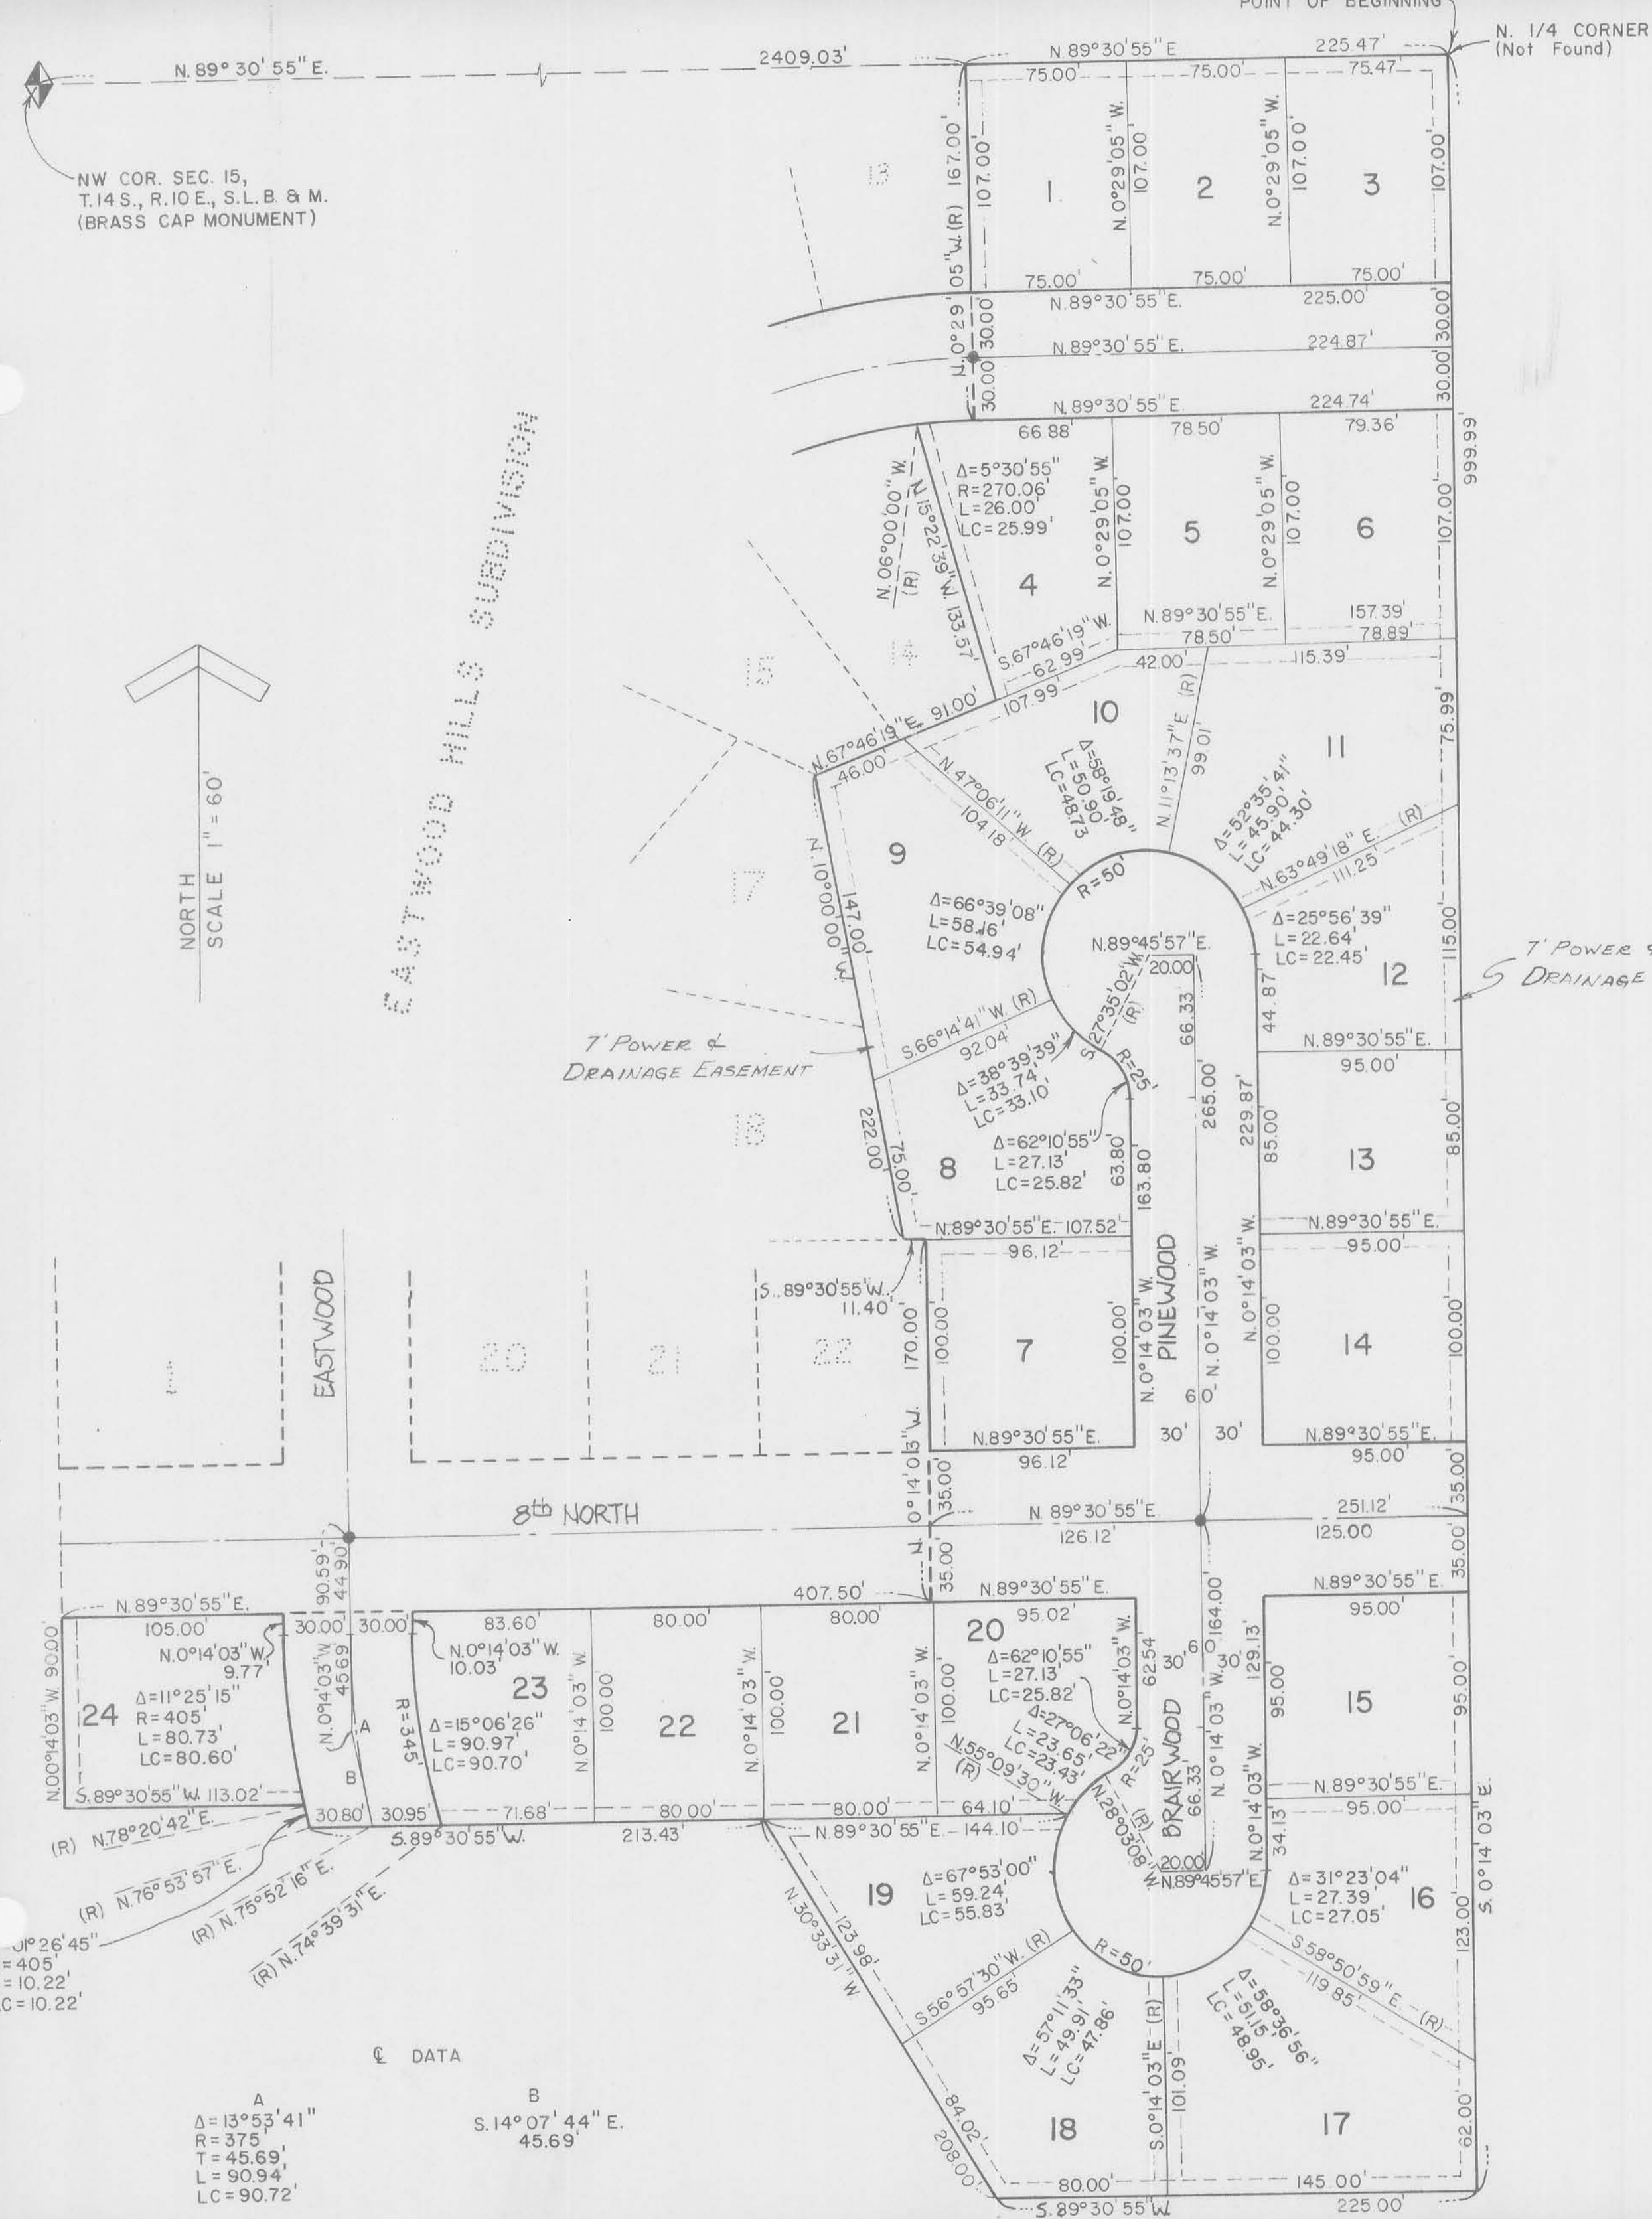 POINT OF BEGINNING
N. 1/4 CORNER
(Not Found)
N. 89° 30' 55" E.
2409.03'
N 89°30'55" E
225.47'
75.00'
75.00'
75.47'
NW COR. SEC. 15,
T.14 S., R.10 E., S.L.B. & M.
(BRASS CAP MONUMENT)
13
N.0°29'05"W.(R) 167.00'
107.00'
1
N.0°29'05" W.
107.00'
2
N.0°29'05" W.
107.00'
3
107.00'
75.00'
75.00'
75.00'
N.89°30'55"E.
225.00'
30.00'
30.00'
N.89°30'55"E.
224.87'
30.00'
30.00'
N.89°30'55"E.
224.74'
66.88'
78.50'
79.36'
999.99'
N.06°00'00" W.
(R)
N.15°22'39"W. 133.57'
Δ=5°30'55"
R=270.06'
L=26.00'
LC=25.99'
4
N.0°29'05" W.
107.00'
5
N.0°29'05" W.
107.00'
6
107.00'
S.67°46'19"W.
62.99'
N.89°30'55"E.
157.39'
78.50'
78.89'
14
15
42.00'
115.39'
107.99'
N.67°46'19"E. 91.00'
46.00'
10
N.11°13'37"E (R)
99.01'
11
75.99'
Δ=58°19'48"
L=50.90'
LC=48.73
Δ=52°35'41"
L=45.90'
LC=44.30'
N.47°06'11"W (R.)
104.18
N.63°49'18" E. (R)
111.25'
NORTH
SCALE 1" = 60'
EASTWOOD HILLS SUBDIVISION
17
9
N.10°00'00"W.
147.00'
R=50'
Δ=66°39'08"
L=58.16'
LC=54.94'
Δ=25°56'39"
L=22.64'
LC=22.45'
12
115.00'
N.89°45'57"E.
20.00'
S.27°35'02"W.
(R)
66.33'
44.87'
7' POWER &
DRAINAGE
S.66°14'41"W (R)
92.04'
7' POWER &
DRAINAGE EASEMENT
Δ=38°39'39"
L=33.74'
LC=33.10'
R=25'
N.89°30'55"E.
95.00'
18
222.00'
75.00'
8
Δ=62°10'55"
L=27.13'
LC=25.82'
63.80'
163.80'
265.00'
229.87'
85.00'
13
85.00'
N.89°30'55"E. 107.52'
96.12'
N.89°30'55"E.
95.00'
S.89°30'55"W.
11.40'
1
EASTWOOD
20
21
22
170.00'
100.00'
7
100.00'
N.0°14'03"W.
PINEWOOD
N.0°14'03"W.
60
N.0°14'03"W.
100.00'
14
100.00'
N.89°30'55"E.
96.12'
30'
30'
N.89°30'55"E.
95.00'
N. 0°14'03"W.
35.00'
35.00'
8th NORTH
N. 89°30'55"E.
126.12'
251.12'
125.00
90.59'
44.90'
35.00'
35.00'
N.89°30'55"E.
407.50'
N.89°30'55"E.
N.89°30'55"E.
105.00'
30.00'
30.00'
83.60'
80.00'
80.00'
95.02'
95.00'
N.00°14'03"W. 90.00'
N.0°14'03"W.
9.77'
24
Δ=11°25'15"
R=405'
L=80.73'
LC=80.60'
N.0°14'03"W
45.69
A
B
R=345'
N.0°14'03"W.
10.03'
23
Δ=15°06'26"
L=90.97'
LC=90.70'
N.0°14'03" W.
100.00'
22
N.0°14'03" W.
100.00'
21
N.0°14'03" W.
100.00'
20
Δ=62°10'55"
L=27.13'
LC=25.82'
Δ=27°06'22"
L=23.65'
LC=23.43'
N.55°09'30"W.
(R)
N.0°14'03"W.
62.54'
R=25'
30'
60
30'
164.00'
N.0°14'03" W.
BRAIRWOOD
66.33'
129.13'
95.00'
N.0°14'03" W.
15
95.00'
S.89°30'55"W. 113.02'
30.80'
30.95'
71.68'
80.00'
80.00'
64.10'
S.89°30'55"W.
213.43'
N.89°30'55"E. 144.10'
N.28°03'08"W
(R)
N.89°30'55"E.
95.00'
34.13'
20.00'
N.89°45'57"E
(R) N.78°20'42"E.
(R) N.76°53'57"E.
(R) N.75°52'16"E.
(R) N.74°39'31"E.
01°26'45"
=405'
=10.22'
C=10.22'
19
Δ=67°53'00"
L=59.24'
LC=55.83'
Δ=31°23'04"
L=27.39'
LC=27.05'
16
123.00'
S. 0°14'03"E.
N.30°33'31"W
123.98'
S.56°57'30"W. (R)
95.65'
R=50'
S.58°50'59"E. (R)
119.85'
Δ=57°11'33"
L=49.91'
LC=47.86'
S.0°14'03"E (R)
101.09'
Δ=58°36'56"
L=51.15'
LC=48.95'
84.02'
208.00'
18
17
62.00'
80.00'
145.00'
S.89°30'55"W.
225.00'
℄ DATA
A
Δ=13°53'41"
R=375'
T=45.69'
L=90.94'
LC=90.72'
B
S.14°07'44" E.
45.69'